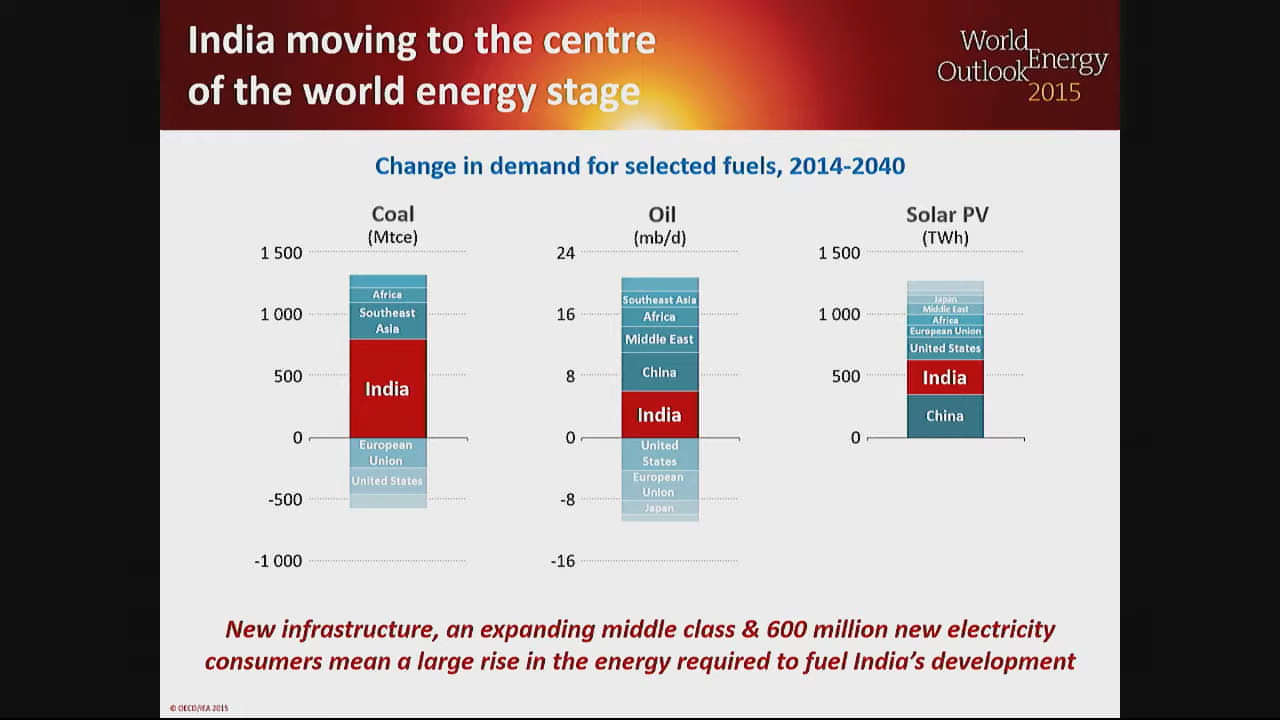 India moving to the centre
of the world energy stage
World
Energy
Outlook
2015
Change in demand for selected fuels, 2014-2040
Coal
(Mtce)
1 500
1 000
500
0
-500
-1 000
Africa
Southeast
Asia
India
European
Union
United States
Oil
(mb/d)
24
16
8
0
-8
-16
Southeast Asia
Africa
Middle East
China
India
United
States
European
Union
Japan
Solar PV
(TWh)
1 500
1 000
500
0
Japan
Middle East
Africa
European Union
United States
India
China
New infrastructure, an expanding middle class & 600 million new electricity
consumers mean a large rise in the energy required to fuel India's development
© OECD/IEA 2015